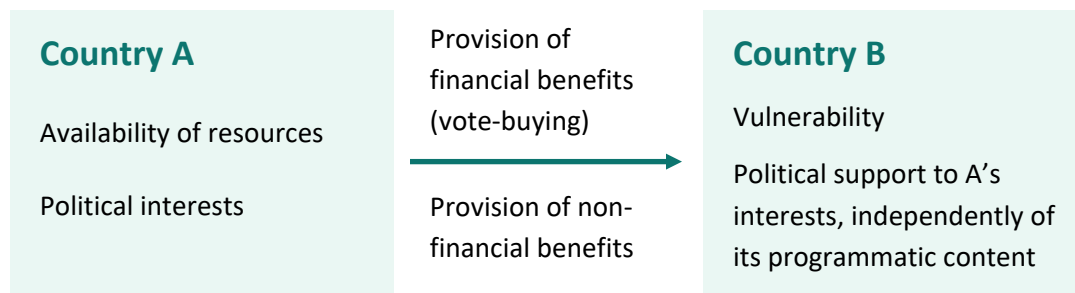 Country A
Availability of resources
Political interests
Provision of
financial benefits
(vote-buying)
Provision of non-
financial benefits
Country B
Vulnerability
Political support to A’s
interests, independently of
its programmatic content